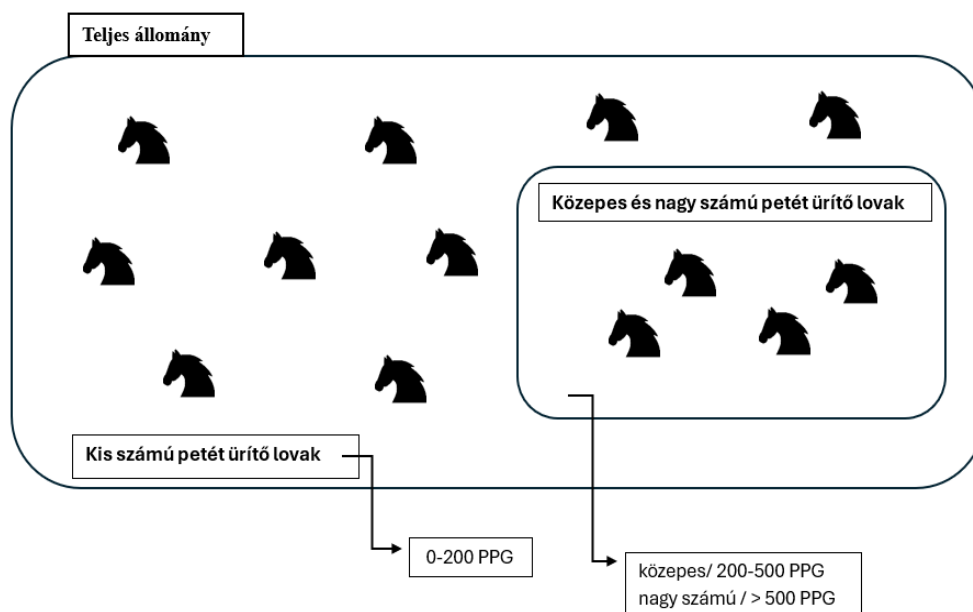 Teljes állomány
Közepes és nagy számú petét ürítő lovak
Kis számú petét ürítő lovak
0-200 PPG
közepes/ 200-500 PPG
nagy számú / > 500 PPG